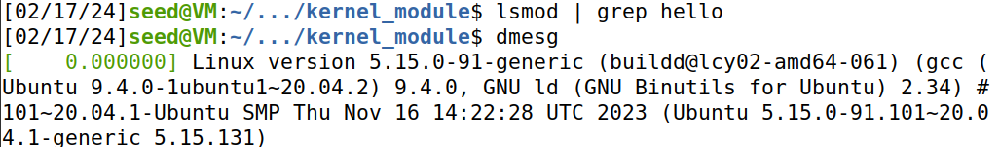 [02/17/24]seed@VM:~/.../kernel_module$ lsmod | grep hello
[02/17/24]seed@VM:~/.../kernel_module$ dmesg
[    0.000000] Linux version 5.15.0-91-generic (buildd@lcy02-amd64-061) (gcc (
Ubuntu 9.4.0-1ubuntu1~20.04.2) 9.4.0, GNU ld (GNU Binutils for Ubuntu) 2.34) #
101~20.04.1-Ubuntu SMP Thu Nov 16 14:22:28 UTC 2023 (Ubuntu 5.15.0-91.101~20.0
4.1-generic 5.15.131)